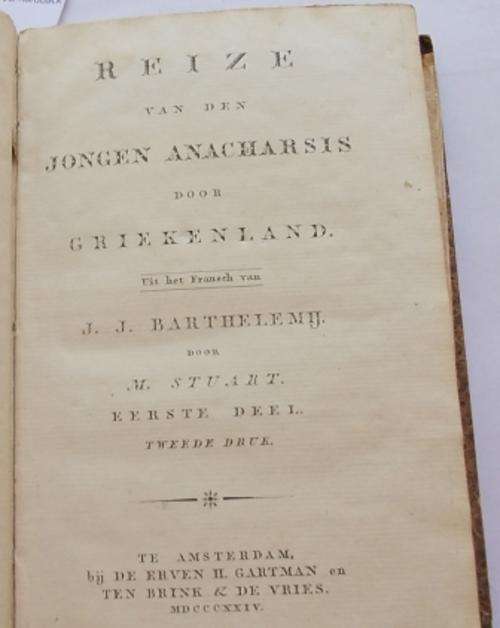 REIZE
VAN DEN
JONGEN ANACHARSIS
DOOR
GRIEKENLAND.
Uit het Fransch van
J. J. BARTHELEMIJ.
DOOR
M. STUART.
EERSTE DEEL.
TWEEDE DRUK.
TE AMSTERDAM,
bij DE ERVEN H. GARTMAN en
TEN BRINK & DE VRIES.
MDCCCXXIV.